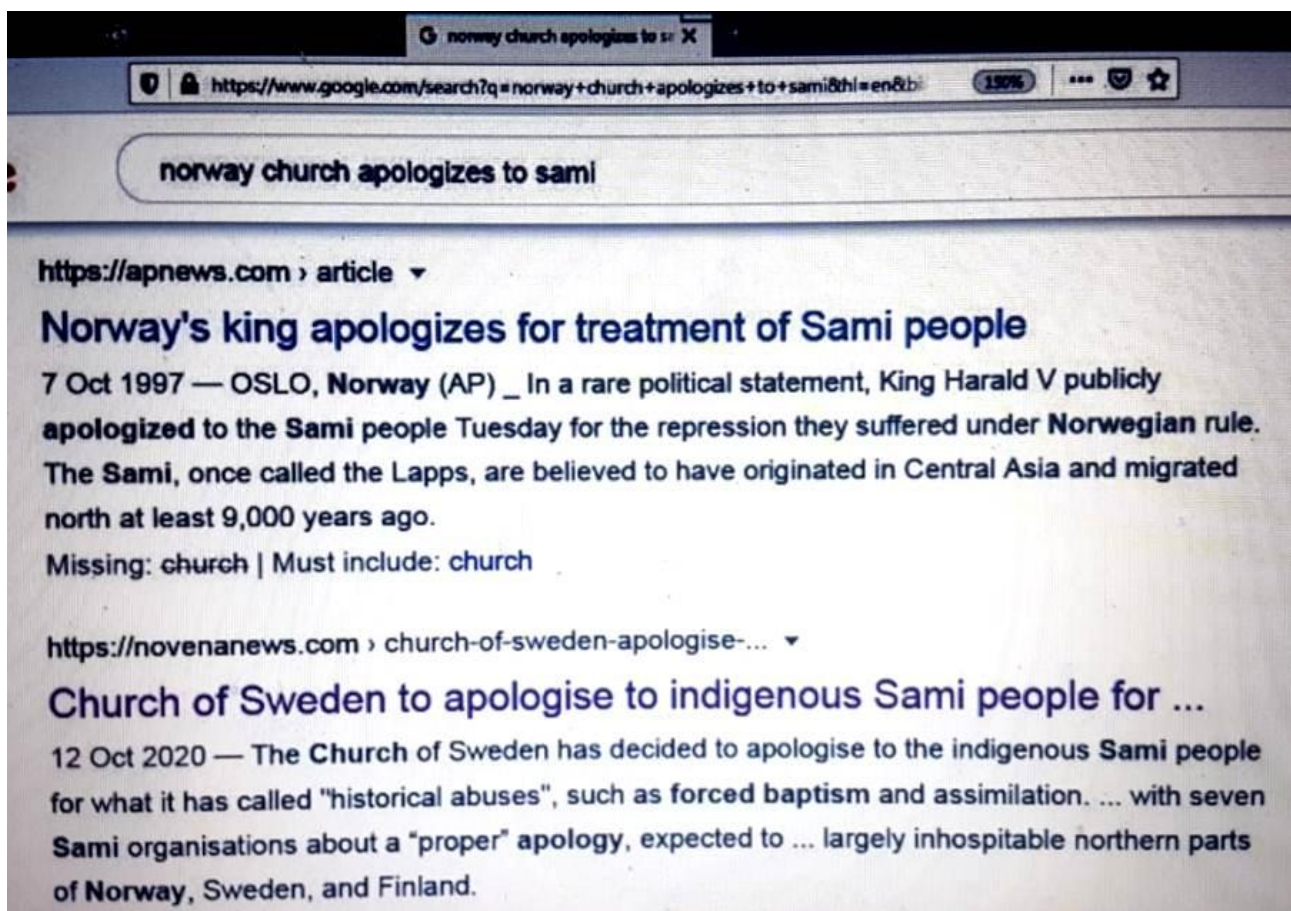 G norway church apologizes to sa X
https://www.google.com/search?q=norway+church+apologizes+to+sami&hl=en&bi
130%
e
norway church apologizes to sami
https://apnews.com › article
Norway's king apologizes for treatment of Sami people
7 Oct 1997 — OSLO, Norway (AP) _ In a rare political statement, King Harald V publicly
apologized to the Sami people Tuesday for the repression they suffered under Norwegian rule.
The Sami, once called the Lapps, are believed to have originated in Central Asia and migrated
north at least 9,000 years ago.
Missing: church | Must include: church
https://novenanews.com › church-of-sweden-apologise-...
Church of Sweden to apologise to indigenous Sami people for ...
12 Oct 2020 — The Church of Sweden has decided to apologise to the indigenous Sami people
for what it has called "historical abuses", such as forced baptism and assimilation. ... with seven
Sami organisations about a "proper" apology, expected to ... largely inhospitable northern parts
of Norway, Sweden, and Finland.